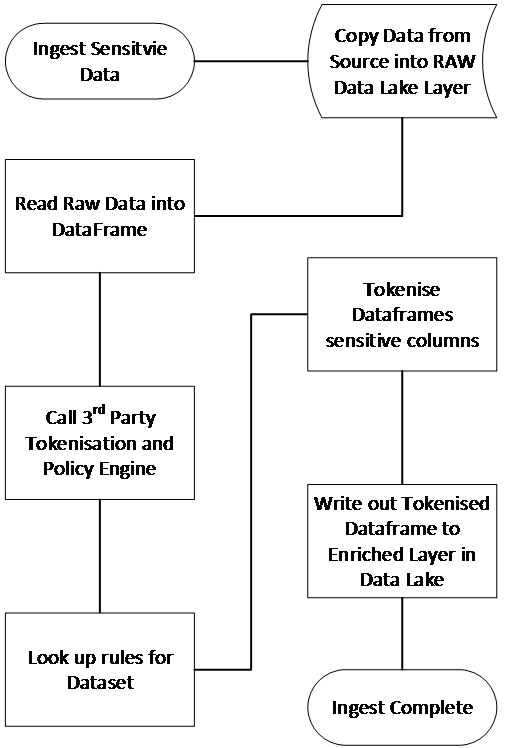 Ingest Sensitvie
Data
Copy Data from
Source into RAW
Data Lake Layer
Read Raw Data into
DataFrame
Call 3rd Party
Tokenisation and
Policy Engine
Look up rules for
Dataset
Tokenise
Dataframes
sensitive columns
Write out Tokenised
Dataframe to
Enriched Layer in
Data Lake
Ingest Complete